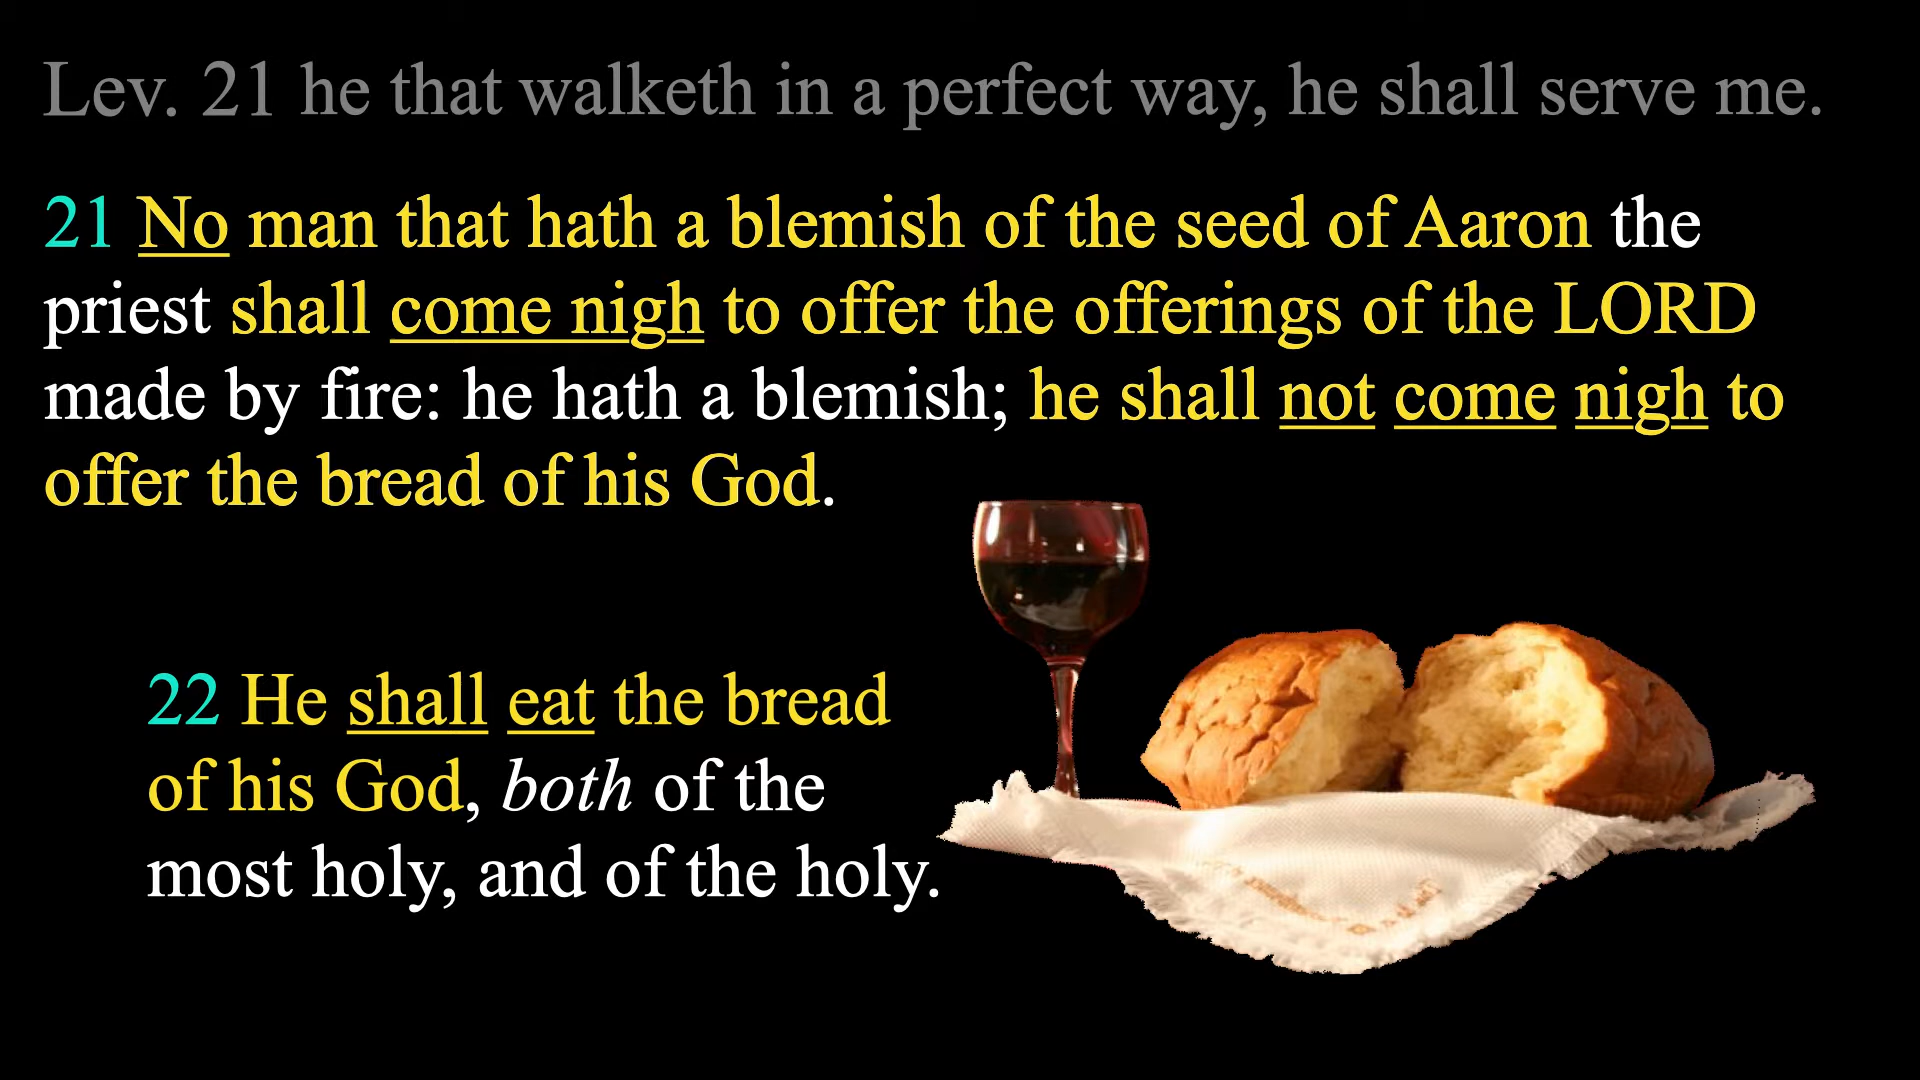 Lev. 21 he that walketh in a perfect way, he shall serve me.
21 No man that hath a blemish of the seed of Aaron the
priest shall come nigh to offer the offerings of the LORD
made by fire: he hath a blemish; he shall not come nigh to
offer the bread of his God.
22 He shall eat the bread
of his God, both of the
most holy, and of the holy.